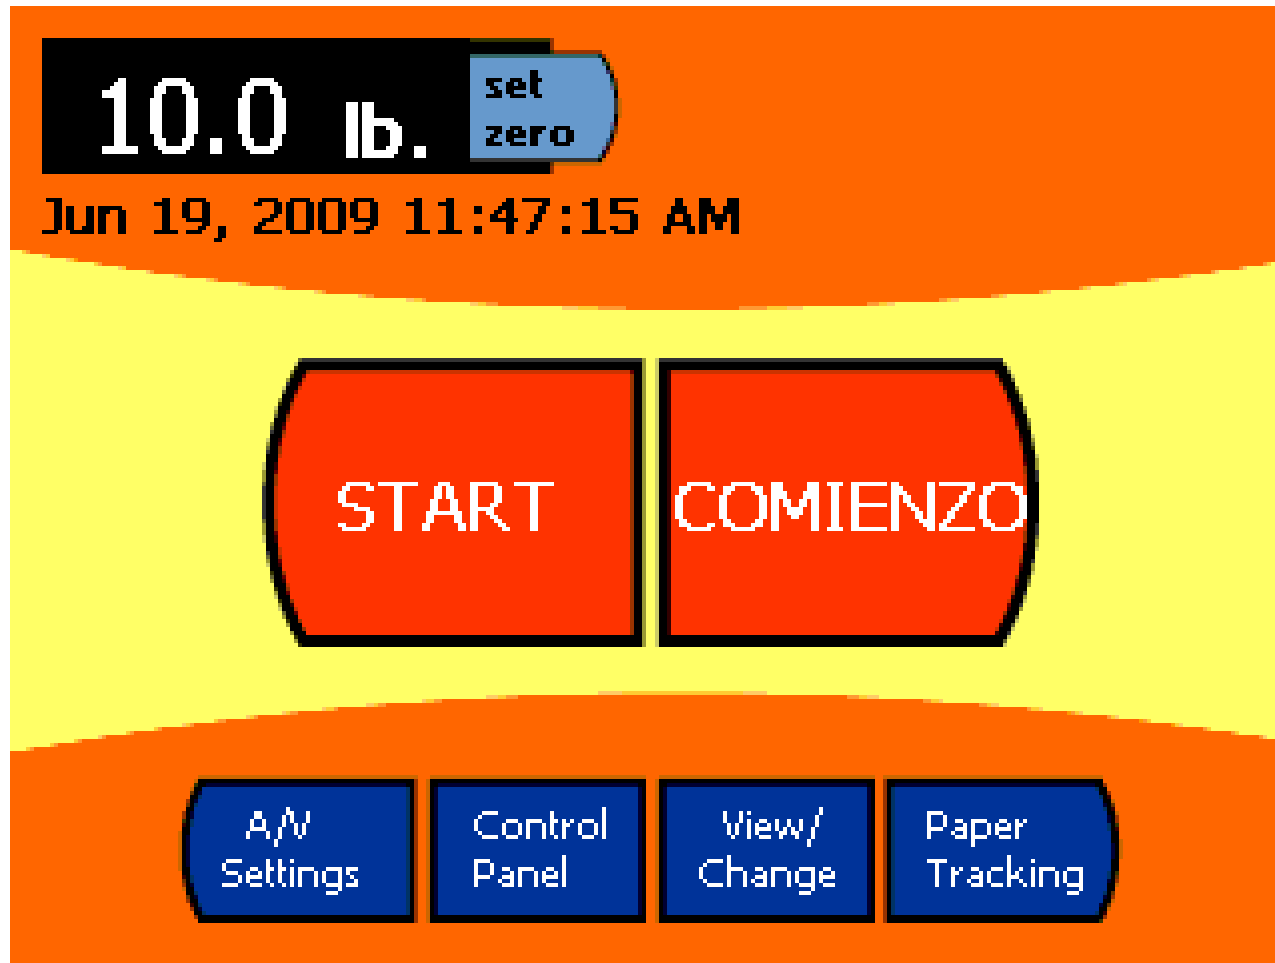 10.0 lb.
set
zero
Jun 19, 2009 11:47:15 AM
START
COMIENZO
A/V
Settings
Control
Panel
View/
Change
Paper
Tracking